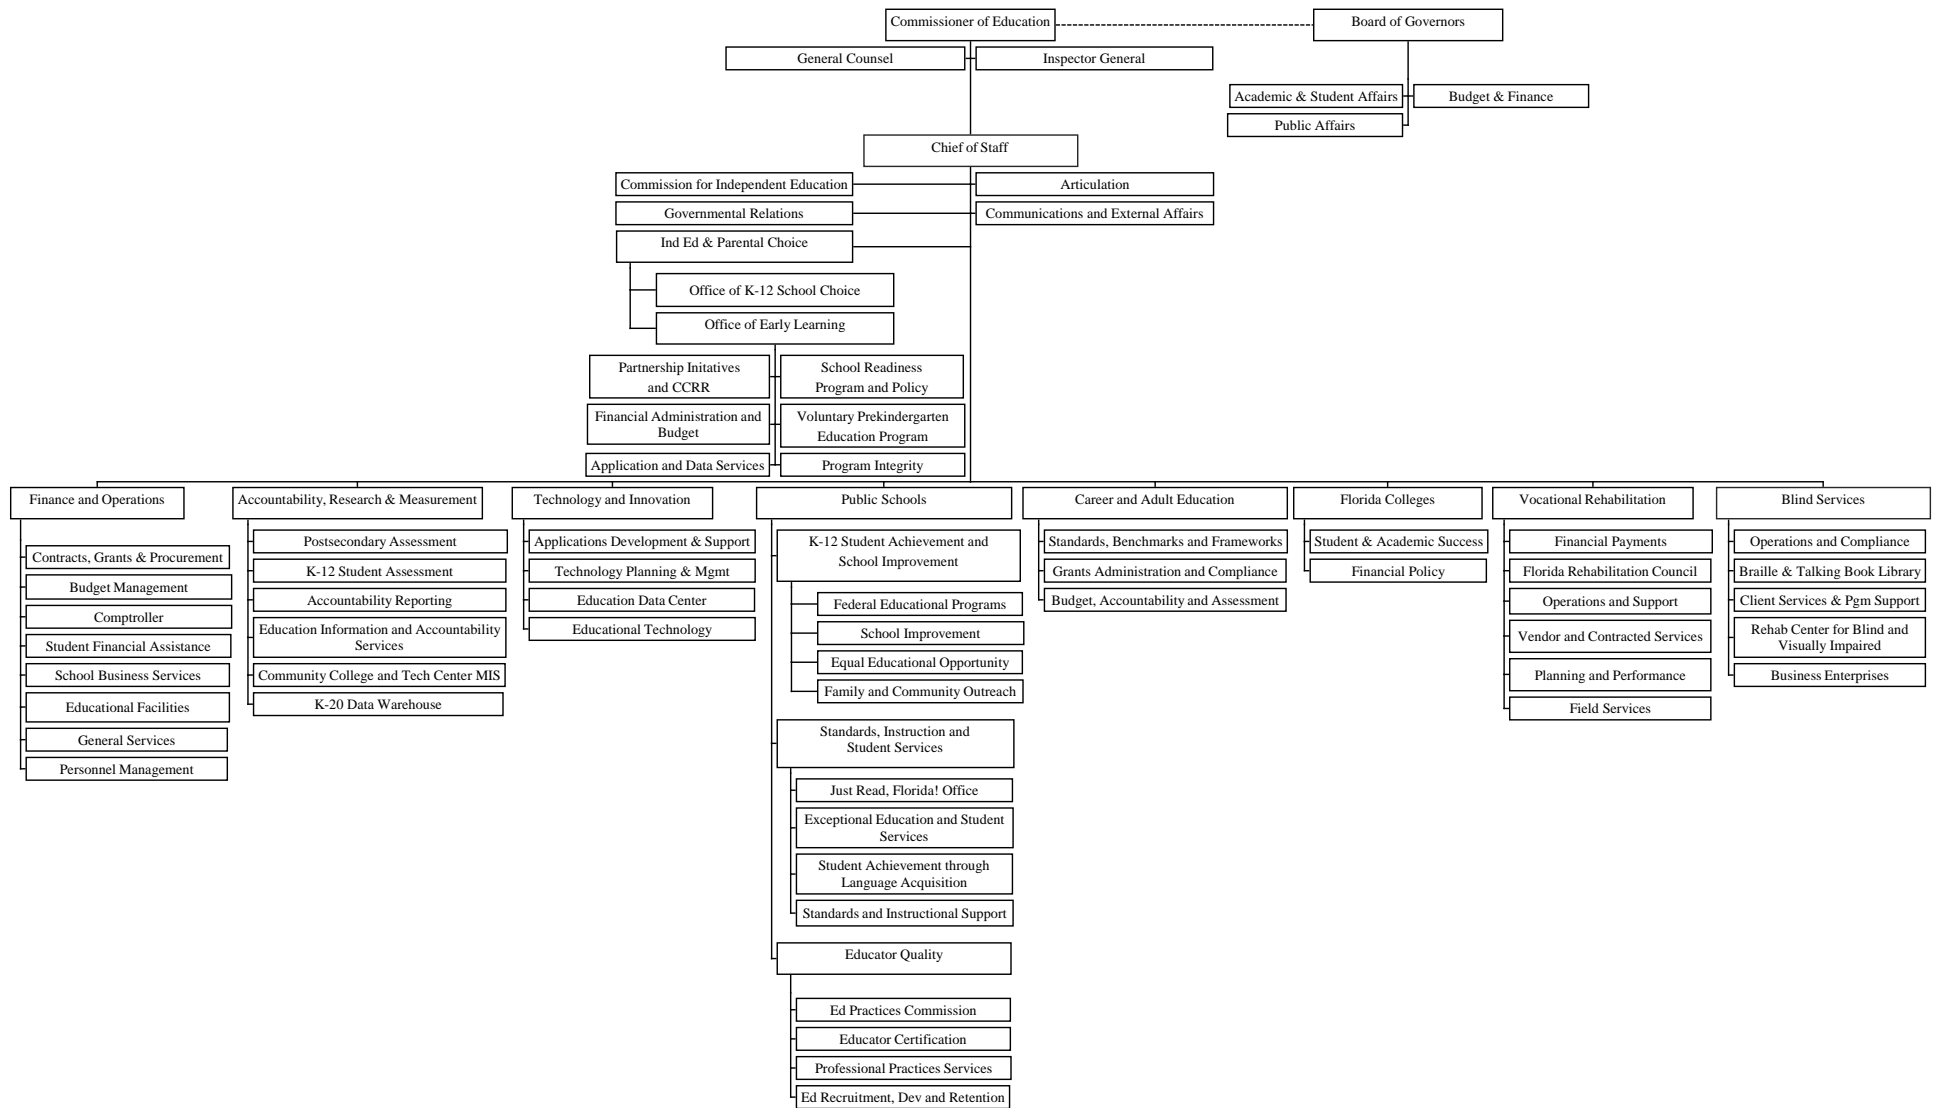 Commissioner of Education
Board of Governors
General Counsel
Inspector General
Academic & Student Affairs
Budget & Finance
Public Affairs
Chief of Staff
Commission for Independent Education
Articulation
Governmental Relations
Communications and External Affairs
Ind Ed & Parental Choice
Office of K-12 School Choice
Office of Early Learning
Partnership Initatives
and CCRR
School Readiness
Program and Policy
Financial Administration and
Budget
Voluntary Prekindergarten
Education Program
Application and Data Services
Program Integrity
Finance and Operations
Contracts, Grants & Procurement
Budget Management
Comptroller
Student Financial Assistance
School Business Services
Educational Facilities
General Services
Personnel Management
Accountability, Research & Measurement
Postsecondary Assessment
K-12 Student Assessment
Accountability Reporting
Education Information and Accountability
Services
Community College and Tech Center MIS
K-20 Data Warehouse
Technology and Innovation
Applications Development & Support
Technology Planning & Mgmt
Education Data Center
Educational Technology
Public Schools
K-12 Student Achievement and
School Improvement
Federal Educational Programs
School Improvement
Equal Educational Opportunity
Family and Community Outreach
Standards, Instruction and
Student Services
Just Read, Florida! Office
Exceptional Education and Student
Services
Student Achievement through
Language Acquisition
Standards and Instructional Support
Educator Quality
Ed Practices Commission
Educator Certification
Professional Practices Services
Ed Recruitment, Dev and Retention
Career and Adult Education
Standards, Benchmarks and Frameworks
Grants Administration and Compliance
Budget, Accountability and Assessment
Florida Colleges
Student & Academic Success
Financial Policy
Vocational Rehabilitation
Financial Payments
Florida Rehabilitation Council
Operations and Support
Vendor and Contracted Services
Planning and Performance
Field Services
Blind Services
Operations and Compliance
Braille & Talking Book Library
Client Services & Pgm Support
Rehab Center for Blind and
Visually Impaired
Business Enterprises